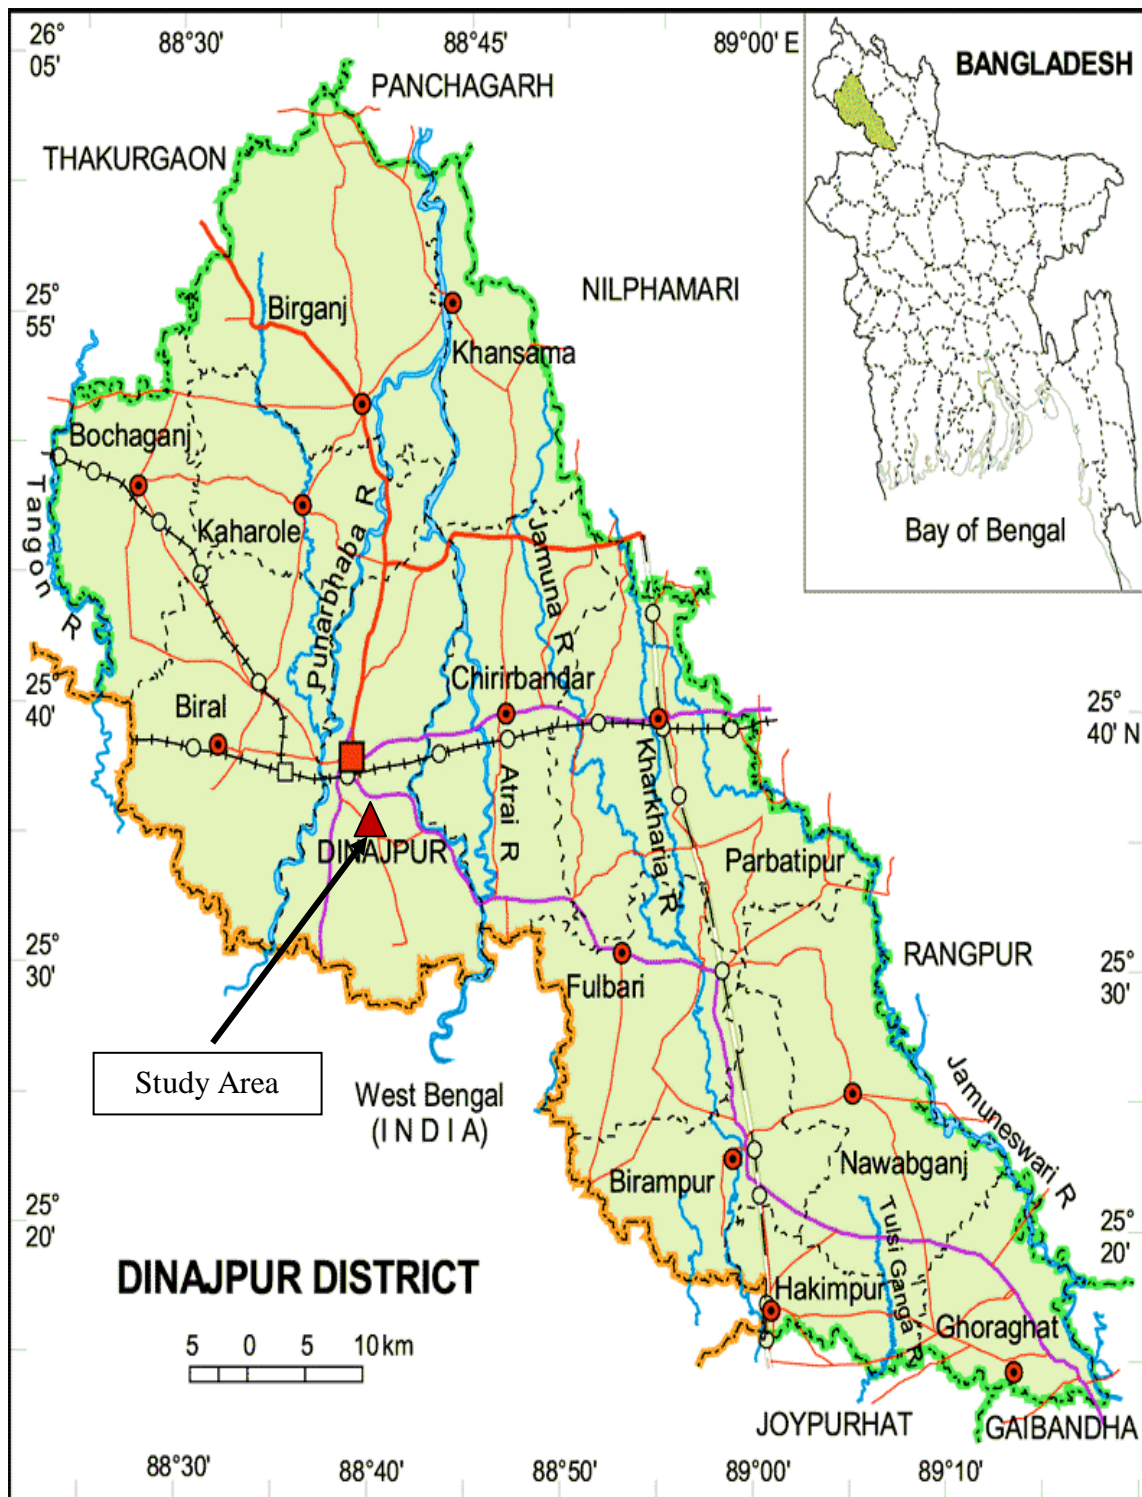 26°
05'
88°30'
88°45'
89°00' E
PANCHAGARH
BANGLADESH
THAKURGAON
NILPHAMARI
25°
55'
Birganj
Khansama
Bochaganj
Tangon R
Kaharole
Punarbhaba R
Jamuna R
Bay of Bengal
25°
40'
Biral
Chirirbandar
25°
40' N
Atrai R
Kharkharia R
DINAJPUR
Parbatipur
25°
30'
Fulbari
RANGPUR
25°
30'
Study Area
West Bengal
(INDIA)
Jamuneswari R
Birampur
Nawabganj
25°
20'
Tulsi Ganga R
25°
20'
DINAJPUR DISTRICT
Hakimpur
Ghoraghat
5 0 5 10 km
JOYPURHAT
GAIBANDHA
88°30'
88°40'
88°50'
89°00'
89°10'